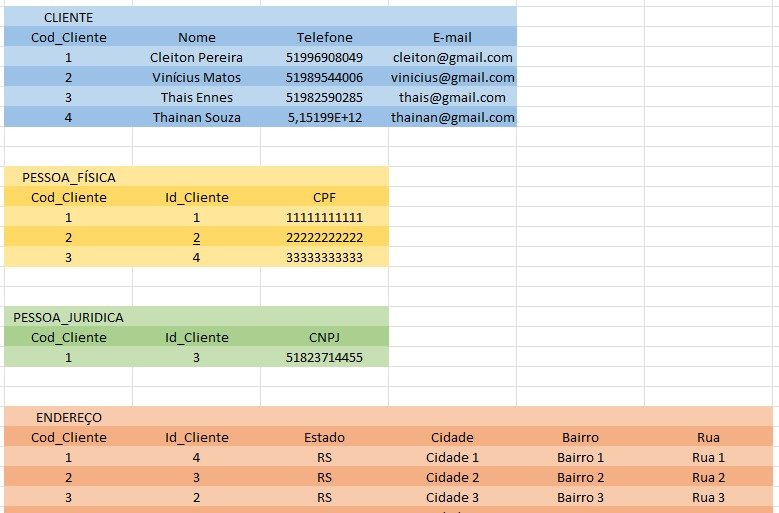 CLIENTE
Cod_Cliente Nome Telefone E-mail
1 Cleiton Pereira 51996908049 cleiton@gmail.com
2 Vinícius Matos 51989544006 vinicius@gmail.com
3 Thais Ennes 51982590285 thais@gmail.com
4 Thainan Souza 5,15199E+12 thainan@gmail.com
PESSOA_FÍSICA
Cod_Cliente Id_Cliente CPF
1 1 11111111111
2 2 22222222222
3 4 33333333333
PESSOA_JURIDICA
Cod_Cliente Id_Cliente CNPJ
1 3 51823714455
ENDEREÇO
Cod_Cliente Id_Cliente Estado Cidade Bairro Rua
1 4 RS Cidade 1 Bairro 1 Rua 1
2 3 RS Cidade 2 Bairro 2 Rua 2
3 2 RS Cidade 3 Bairro 3 Rua 3